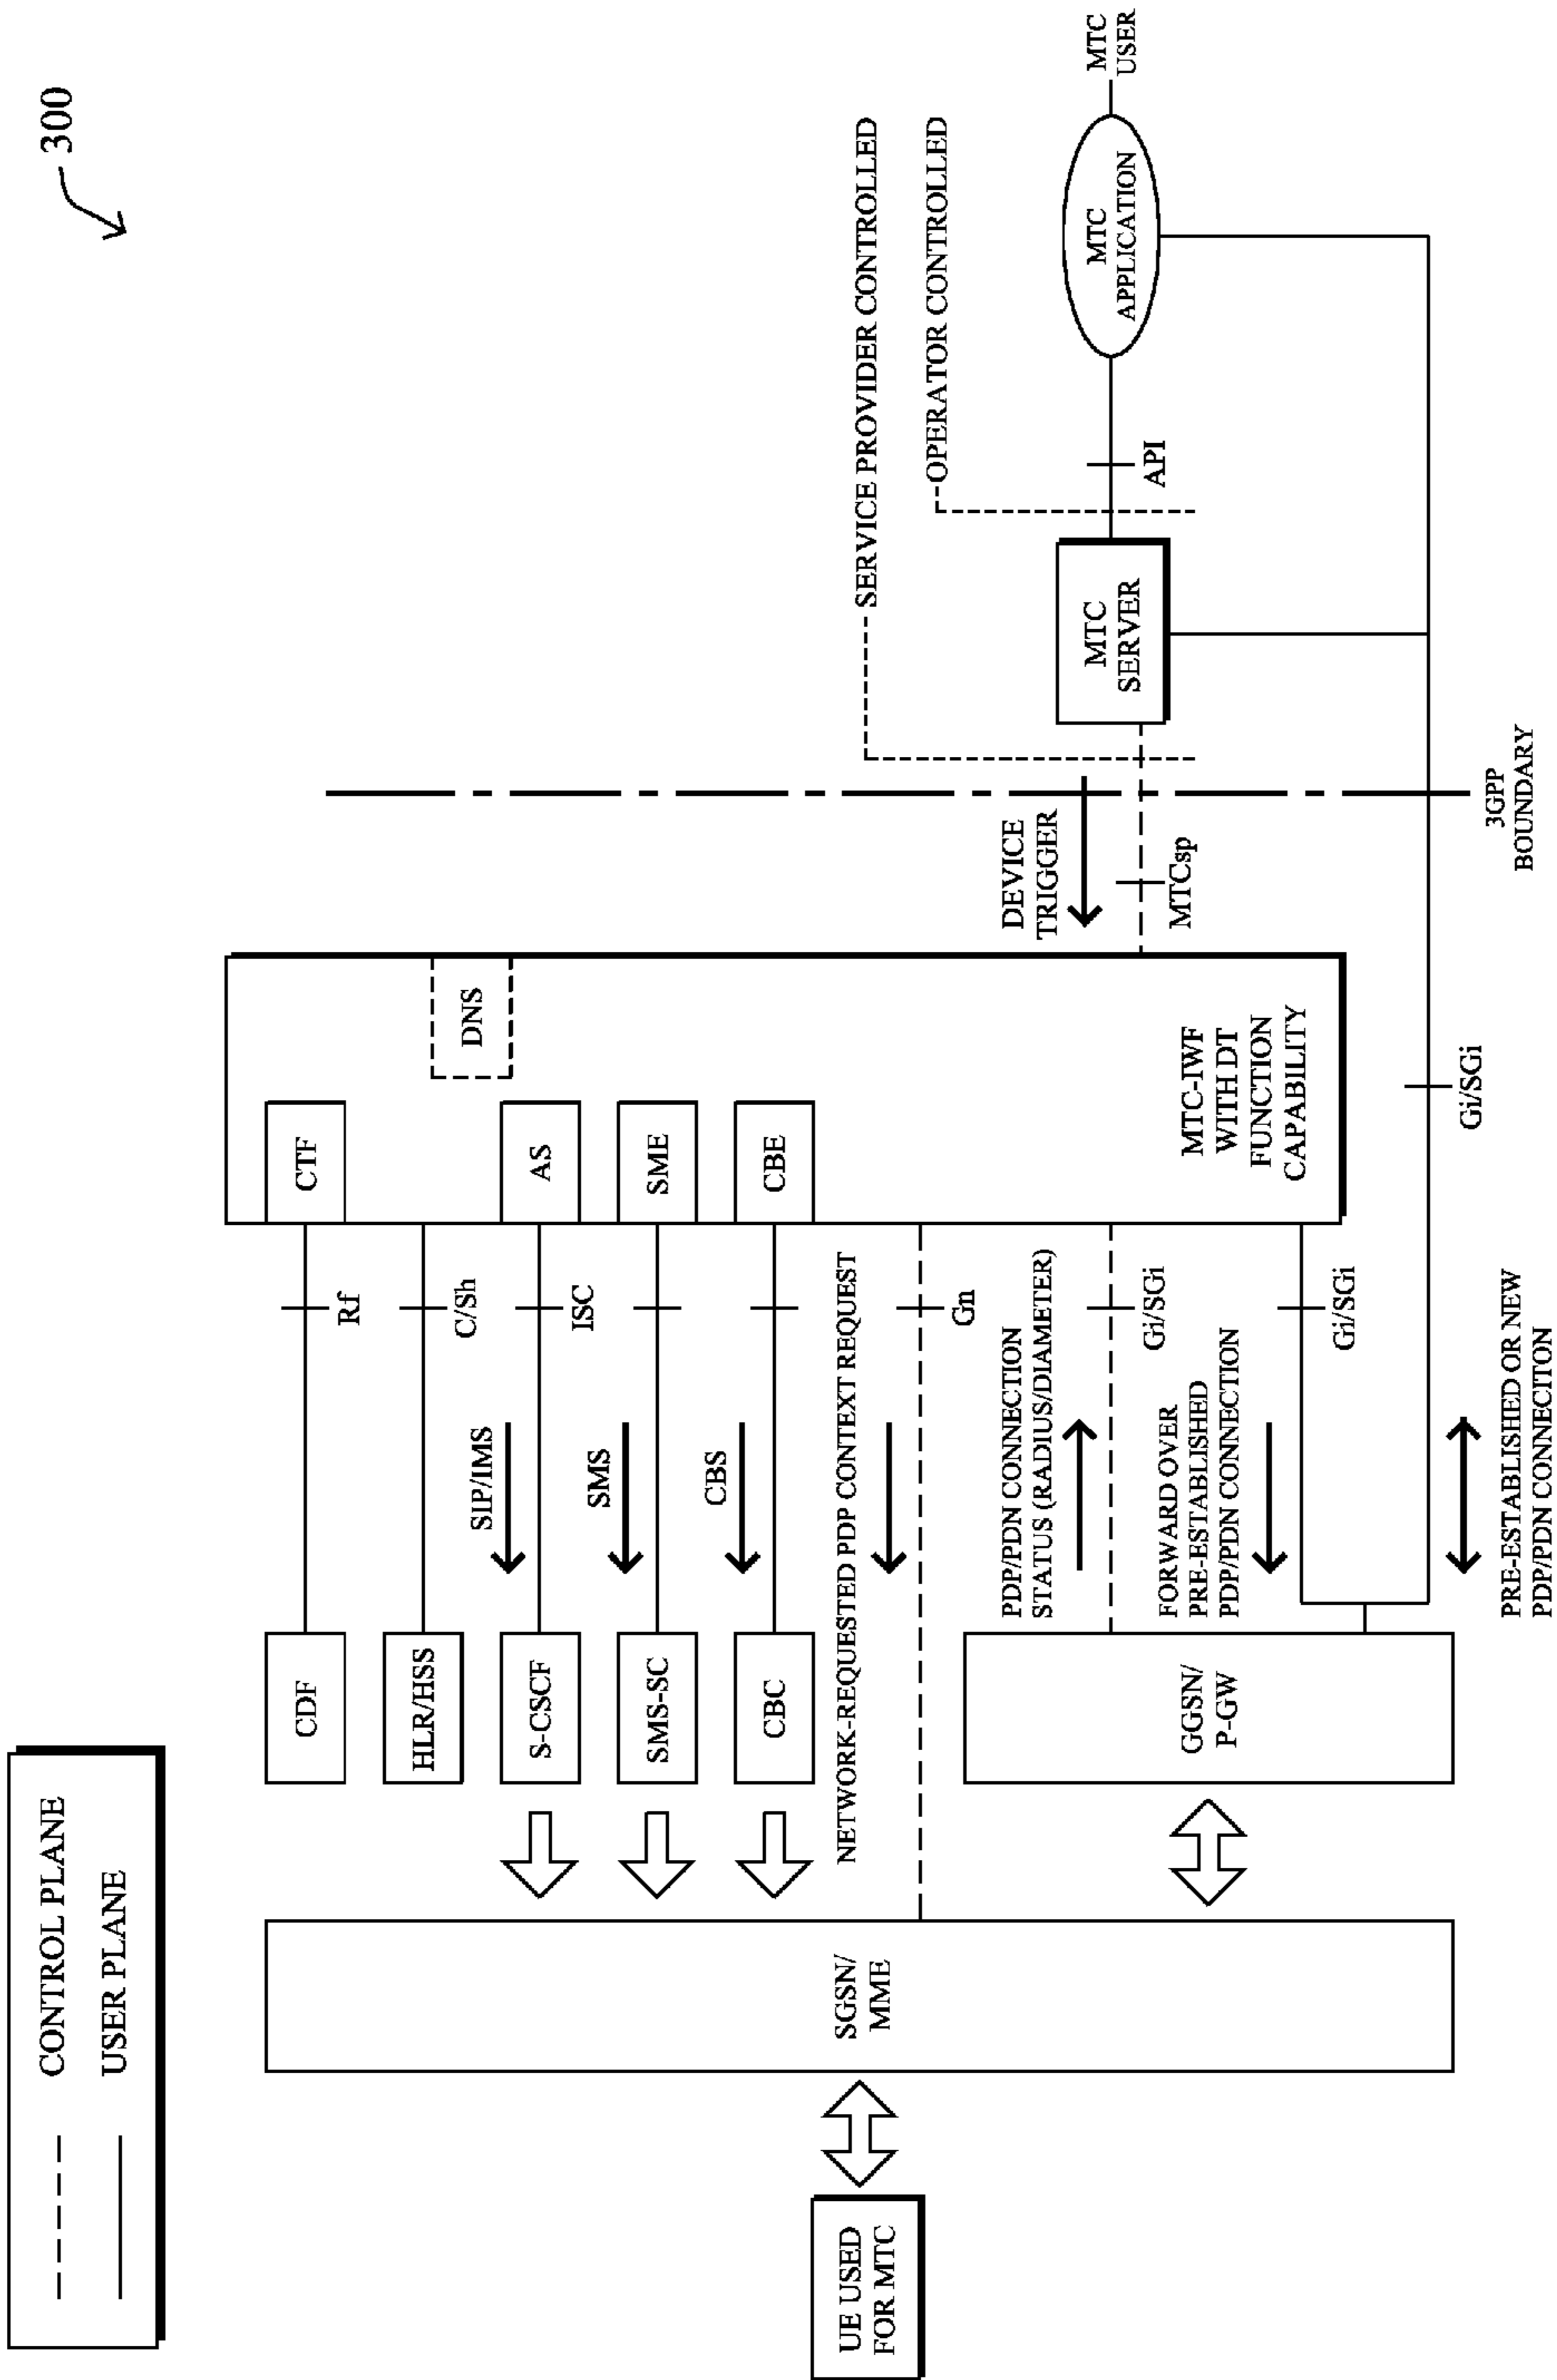 300
CONTROL PLANE
USER PLANE
CDF
Rf
CTF
HLR/HSS
C/Sh
DNS
SIP/IMS
S-CSCF
ISC
AS
SMS
SMS-SC
SME
CBS
CBC
CBE
NETWORK-REQUESTED PDP CONTEXT REQUEST
Gn
SGSN/
MME
UE USED
FOR MTC
PDP/PDN CONNECTION
STATUS (RADIUS/DIAMETER)
Gi/SGi
FORWARD OVER
PRE-ESTABLISHED
PDP/PDN CONNECTION
Gi/SGi
GGSN/
P-GW
MTC-IWF
WITH DT
FUNCTION
CAPABILITY
PRE-ESTABLISHED OR NEW
PDP/PDN CONNECITON
Gi/SGi
DEVICE
TRIGGER
MTCsp
3GPP
BOUNDARY
SERVICE PROVIDER CONTROLLED
OPERATOR CONTROLLED
MTC
SERVER
API
MTC
APPLICATION
MTC
USER